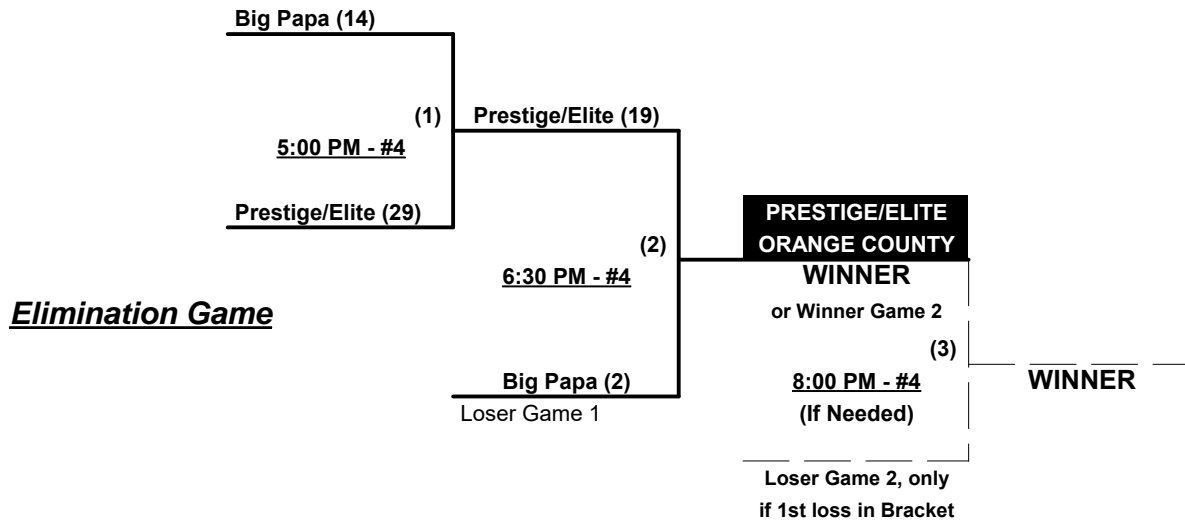 Big Papa (14)
(1)
Prestige/Elite (19)
5:00 PM - #4
Prestige/Elite (29)
PRESTIGE/ELITE
ORANGE COUNTY
(2)
6:30 PM - #4
WINNER
Elimination Game
or Winner Game 2
(3)
Big Papa (2)
8:00 PM - #4
WINNER
Loser Game 1
(If Needed)
Loser Game 2, only
if 1st loss in Bracket